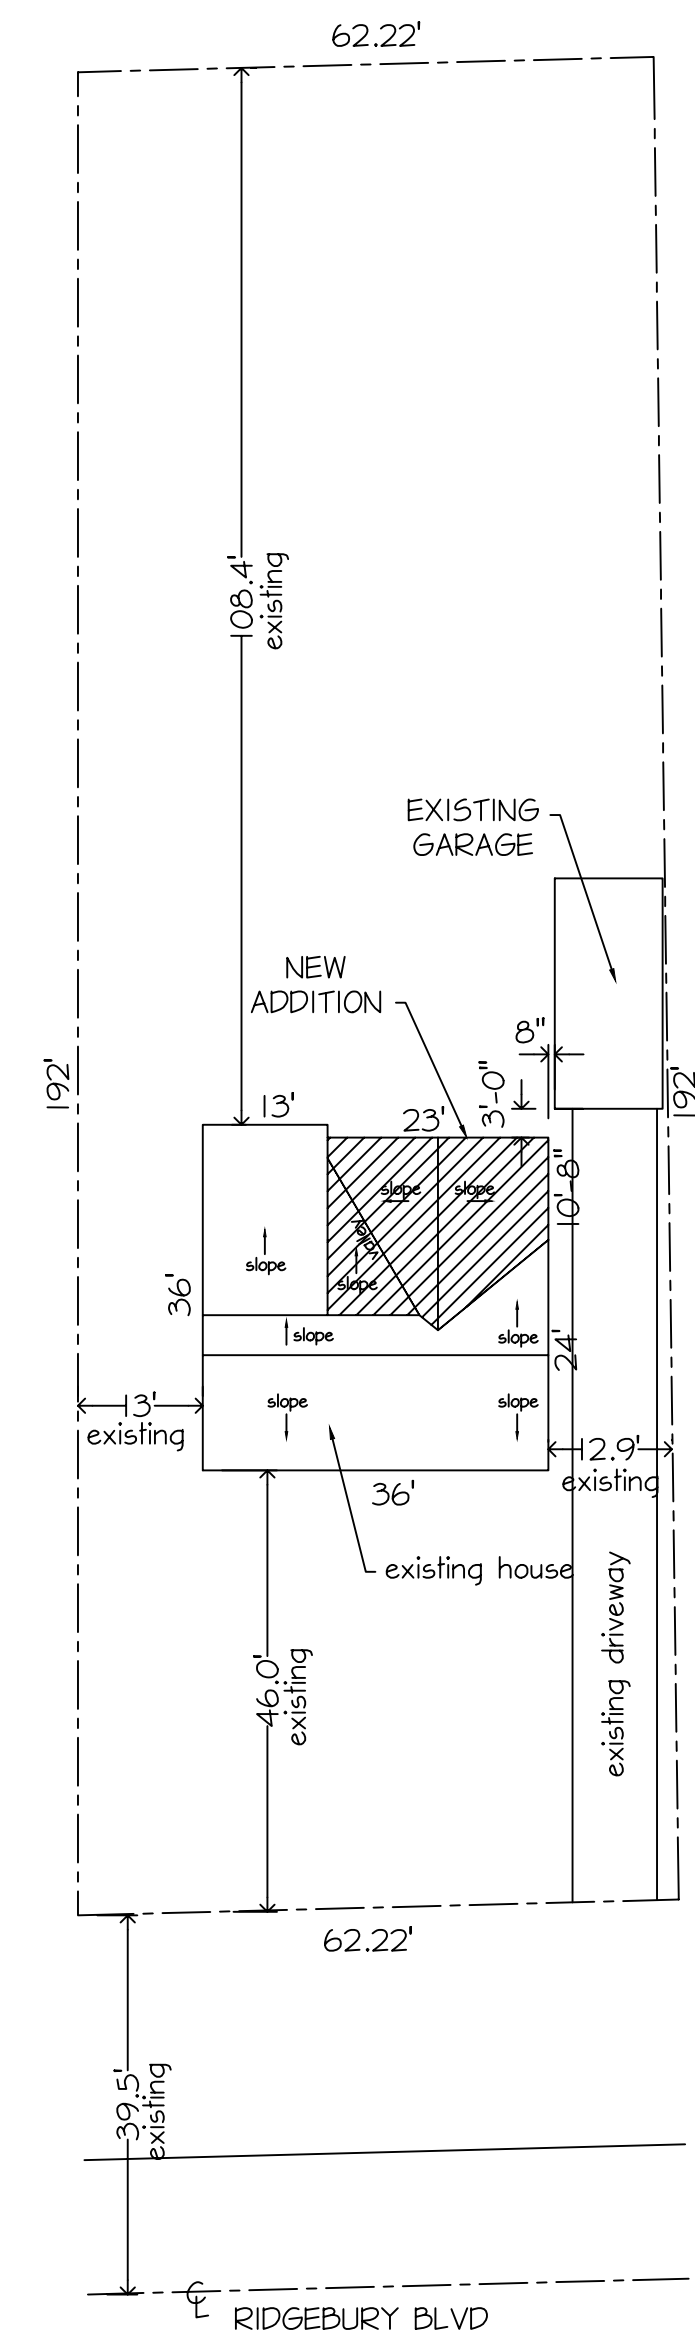 62.22'
108.4'
existing
EXISTING
GARAGE
NEW
ADDITION
8"
192'
192'
3'-0"
13'
23'
10'-8"
slope
slope
valley
slope
slope
36'
slope
slope
24'
13'
existing
slope
slope
12.9'
existing
36'
existing house
46.0'
existing
existing driveway
62.22'
39.5'
existing
CL
RIDGEBURY BLVD